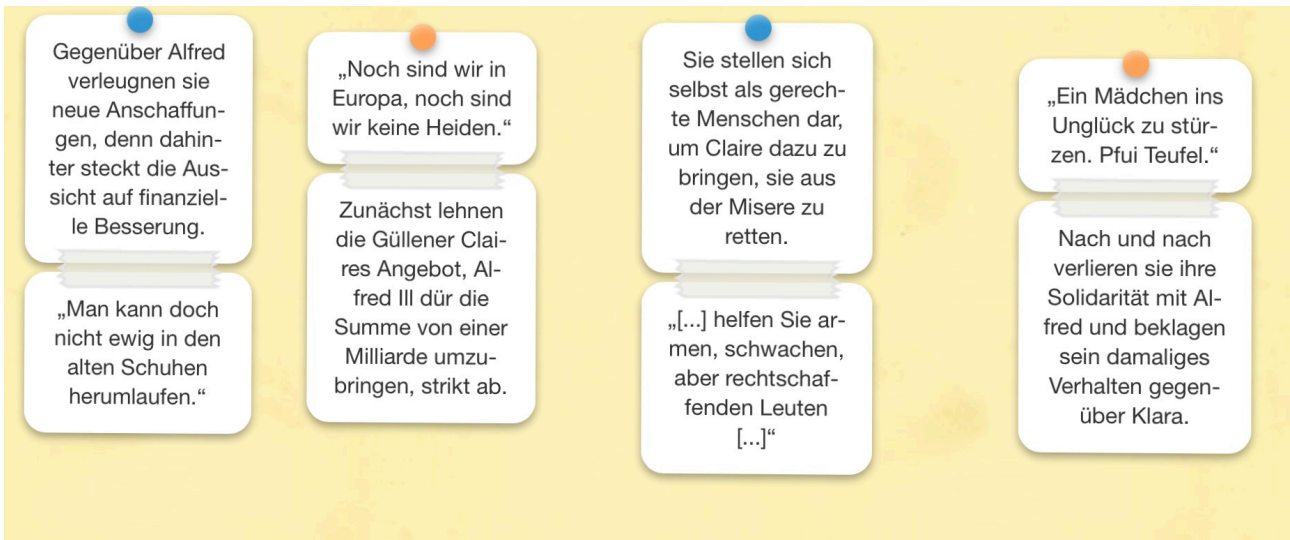 Gegenüber Alfred
verleugnen sie
neue Anschaffun-
gen, denn dahin-
ter steckt die Aus-
sicht auf finanziel-
le Besserung.
„Man kann doch
nicht ewig in den
alten Schuhen
herumlaufen.“
„Noch sind wir in
Europa, noch sind
wir keine Heiden.“
Zunächst lehnen
die Güllener Clai-
res Angebot, Al-
fred Ill dür die
Summe von einer
Milliarde umzu-
bringen, strikt ab.
Sie stellen sich
selbst als gerech-
te Menschen dar,
um Claire dazu zu
bringen, sie aus
der Misere zu
retten.
„[...] helfen Sie ar-
men, schwachen,
aber rechtschaf-
fenden Leuten
[...]“
„Ein Mädchen ins
Unglück zu stür-
zen. Pfui Teufel.“
Nach und nach
verlieren sie ihre
Solidarität mit Al-
fred und beklagen
sein damaliges
Verhalten gegen-
über Klara.